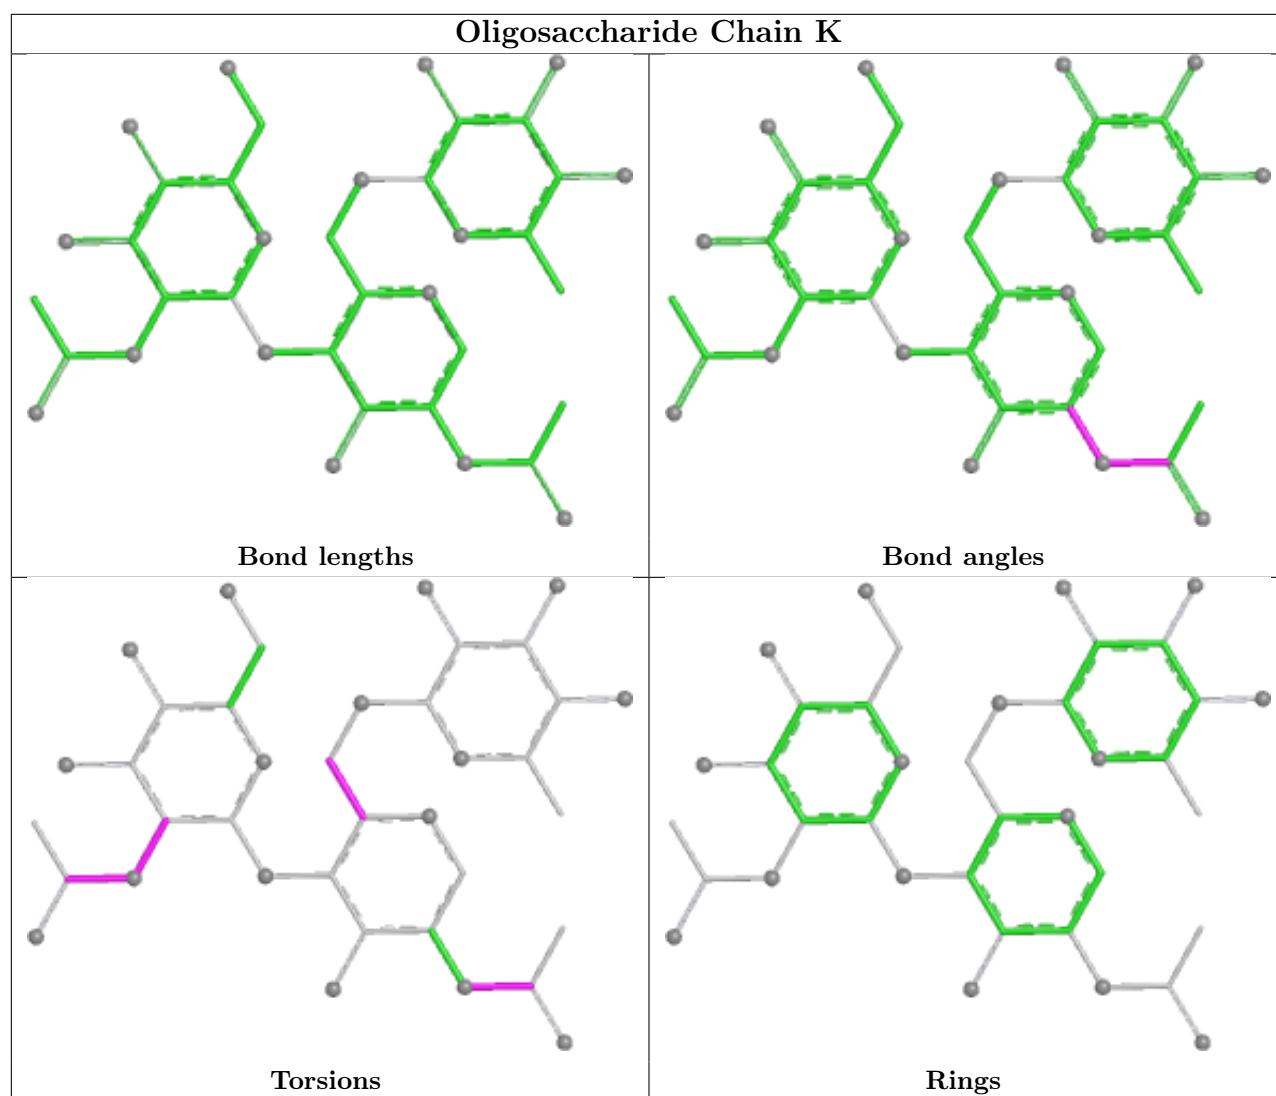 Oligosaccharide Chain K
Bond lengths
Bond angles
Torsions
Rings